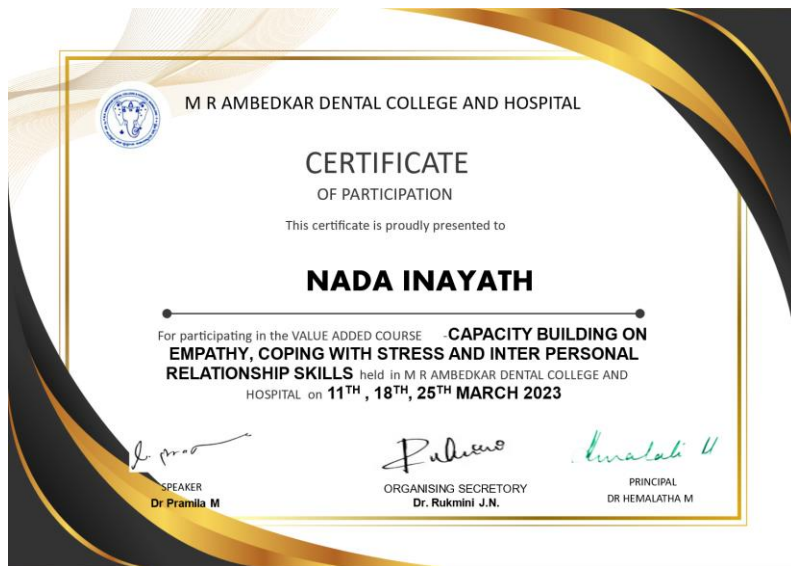 M R AMBEDKAR DENTAL COLLEGE AND HOSPITAL
CERTIFICATE
OF PARTICIPATION
This certificate is proudly presented to
NADA INAYATH
For participating in the VALUE ADDED COURSE -CAPACITY BUILDING ON
EMPATHY, COPING WITH STRESS AND INTER PERSONAL
RELATIONSHIP SKILLS held in M R AMBEDKAR DENTAL COLLEGE AND
HOSPITAL on 11TH , 18TH, 25TH MARCH 2023
SPEAKER
Dr Pramila M
ORGANISING SECRETORY
Dr. Rukmini J.N.
PRINCIPAL
DR HEMALATHA M